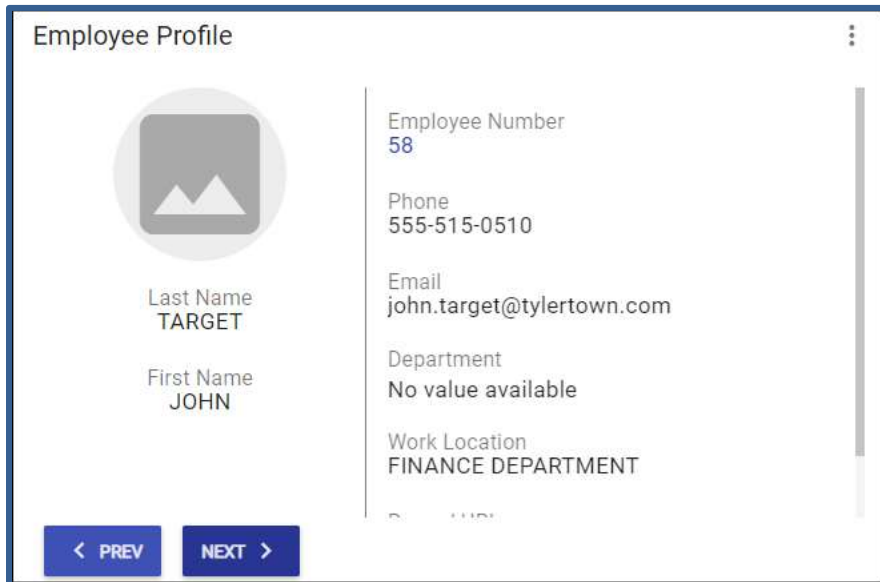 Employee Profile
Last Name
TARGET
First Name
JOHN
Employee Number
58
Phone
555-515-0510
Email
john.target@tylertown.com
Department
No value available
Work Location
FINANCE DEPARTMENT
PREV
NEXT